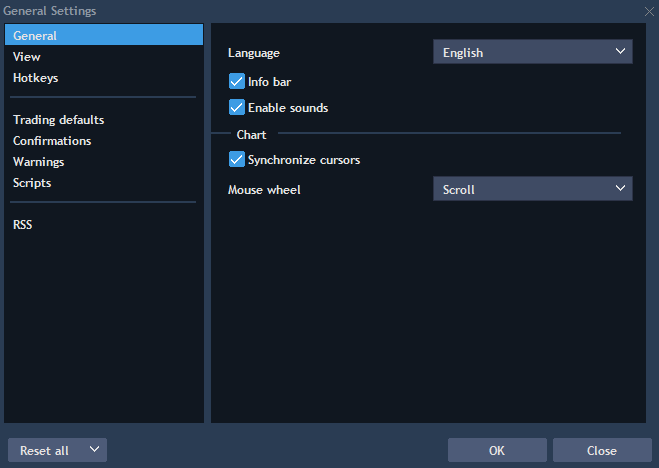 General Settings
General
View
Hotkeys
Trading defaults
Confirmations
Warnings
Scripts
RSS
Language English
Info bar
Enable sounds
Chart
Synchronize cursors
Mouse wheel Scroll
Reset all OK Close